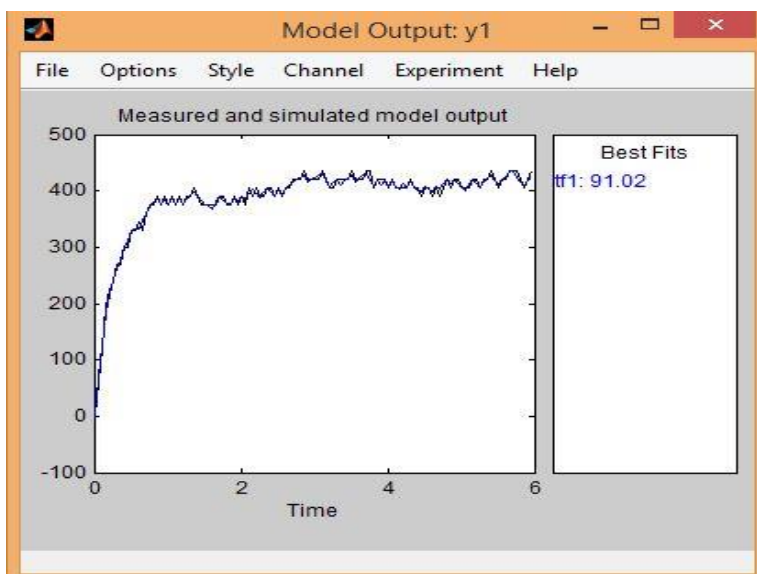 Model Output: y1
File Options Style Channel Experiment Help
Measured and simulated model output
500
400
300
200
100
0
-100
0 2 4 6
Time
Best Fits
tf1: 91.02